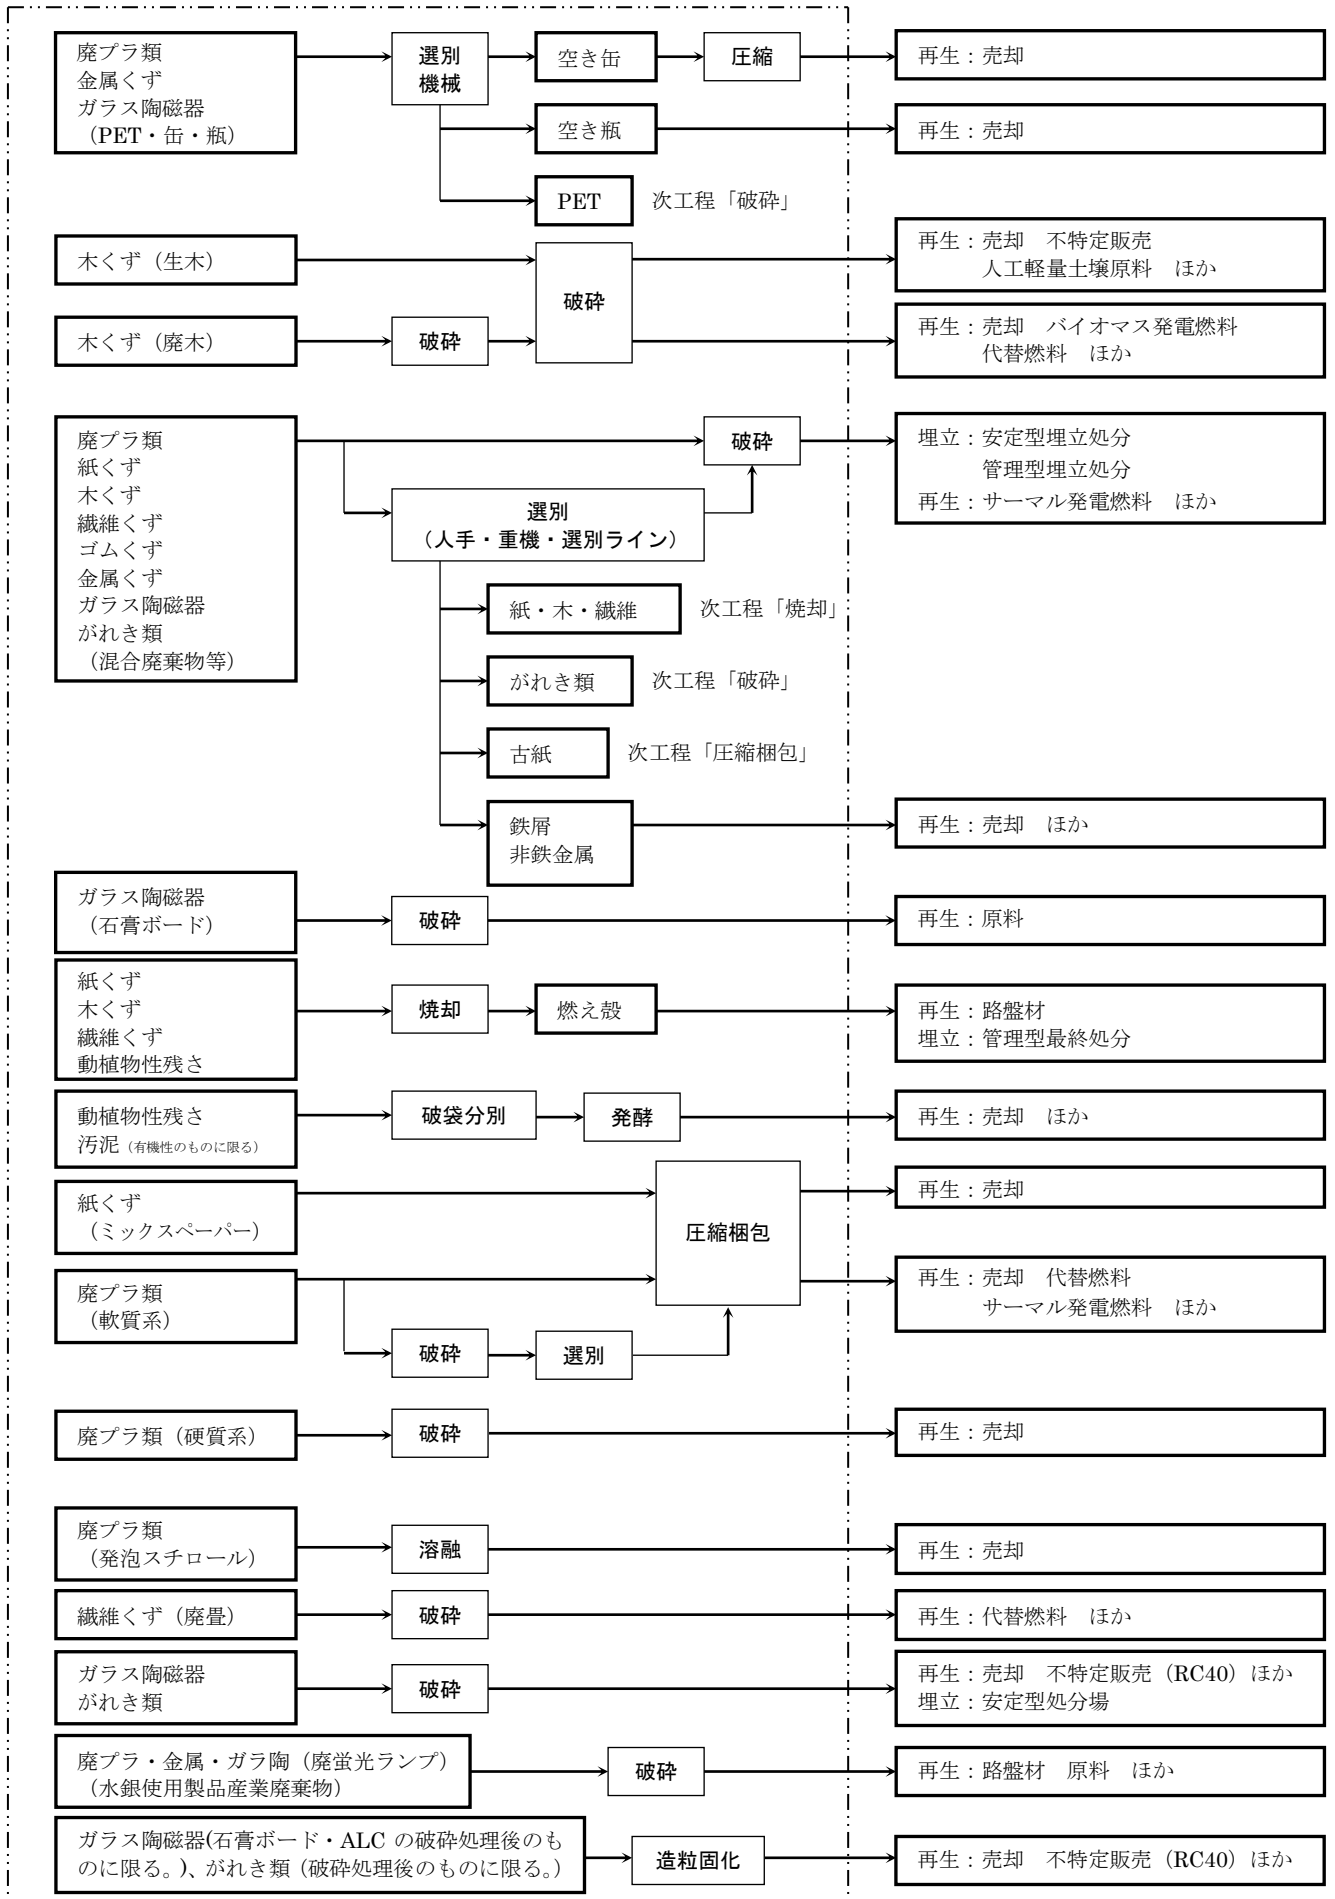 廃プラ類
金属くず
ガラス陶磁器
（PET・缶・瓶）
選別
機械
空き缶
圧縮
再生：売却
空き瓶
再生：売却
PET
次工程「破砕」
木くず（生木）
破砕
再生：売却　不特定販売
人工軽量土壌原料　ほか
木くず（廃木）
破砕
再生：売却　バイオマス発電燃料
代替燃料　ほか
廃プラ類
紙くず
木くず
繊維くず
ゴムくず
金属くず
ガラス陶磁器
がれき類
（混合廃棄物等）
破砕
埋立：安定型埋立処分
管理型埋立処分
再生：サーマル発電燃料　ほか
選別
（人手・重機・選別ライン）
紙・木・繊維
次工程「焼却」
がれき類
次工程「破砕」
古紙
次工程「圧縮梱包」
鉄屑
非鉄金属
再生：売却　ほか
ガラス陶磁器
（石膏ボード）
破砕
再生：原料
紙くず
木くず
繊維くず
動植物性残さ
焼却
燃え殻
再生：路盤材
埋立：管理型最終処分
動植物性残さ
汚泥（有機性のものに限る）
破袋分別
発酵
再生：売却　ほか
紙くず
（ミックスペーパー）
圧縮梱包
再生：売却
廃プラ類
（軟質系）
破砕
選別
再生：売却　代替燃料
サーマル発電燃料　ほか
廃プラ類（硬質系）
破砕
再生：売却
廃プラ類
（発泡スチロール）
溶融
再生：売却
繊維くず（廃畳）
破砕
再生：代替燃料　ほか
ガラス陶磁器
がれき類
破砕
再生：売却　不特定販売（RC40）ほか
埋立：安定型処分場
廃プラ・金属・ガラ陶（廃蛍光ランプ）
（水銀使用製品産業廃棄物）
破砕
再生：路盤材　原料　ほか
ガラス陶磁器(石膏ボード・ALC の破砕処理後のも
のに限る。)、がれき類（破砕処理後のものに限る。）
造粒固化
再生：売却　不特定販売（RC40）ほか